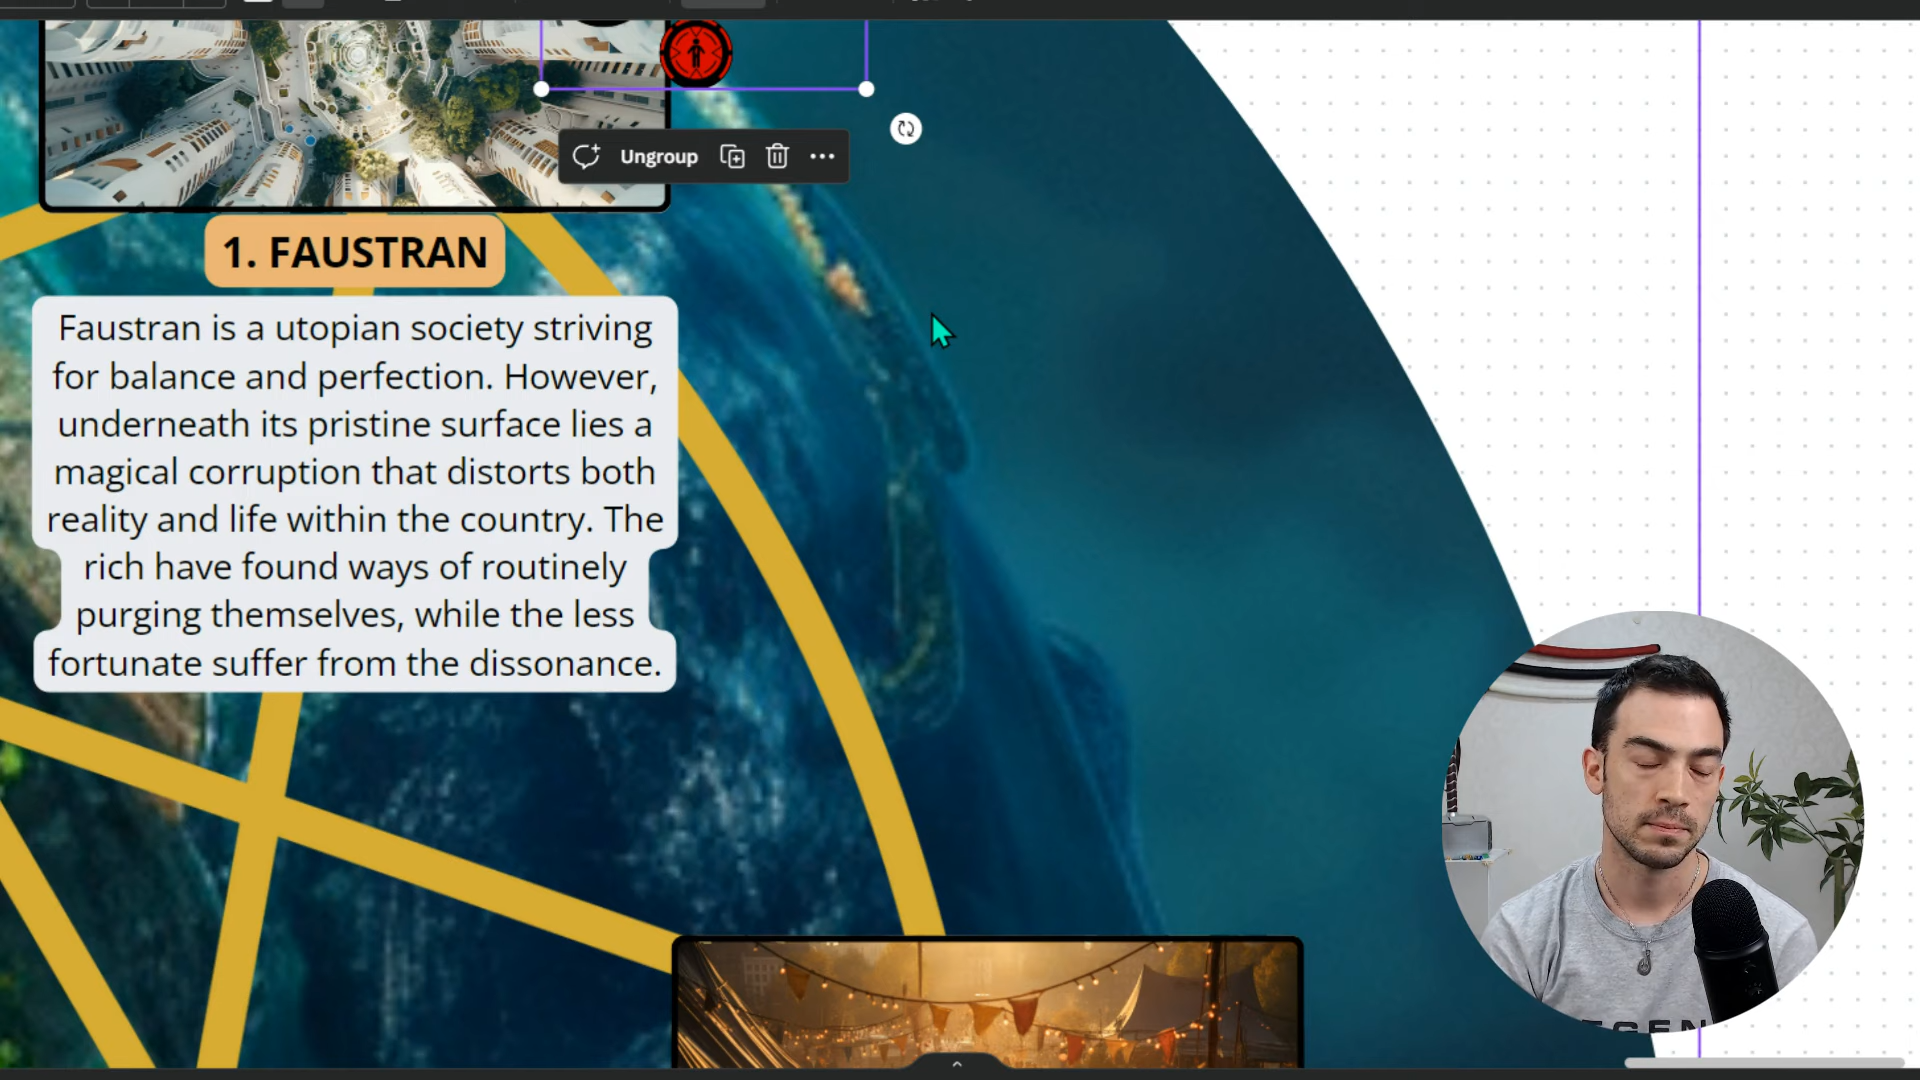 Ungroup
1. FAUSTRAN
Faustran is a utopian society striving
for balance and perfection. However,
underneath its pristine surface lies a
magical corruption that distorts both
reality and life within the country. The
rich have found ways of routinely
purging themselves, while the less
fortunate suffer from the dissonance.